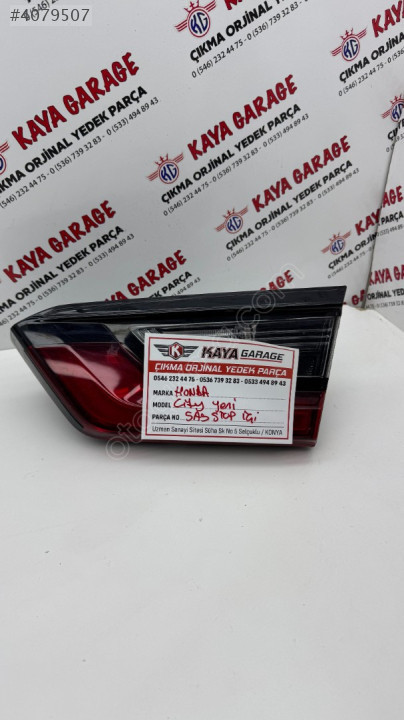 #4079507
KAYA GARAGE
ÇIKMA ORJİNAL YEDEK PARÇA
0 (546) 232 44 75 - 0 (536) 739 32 83 - 0 (533) 494 89 43
KAYA GARAGE
ÇIKMA ORJİNAL YEDEK PARÇA
0546 232 44 75 - 0536 739 32 83 - 0533 494 89 43
MARKA HONDA
MODEL City yeni
PARÇA NO SAĞ STOP İÇİ
Uzman Sanayi Sitesi Süha Sk No 5 Selçuklu / KONYA